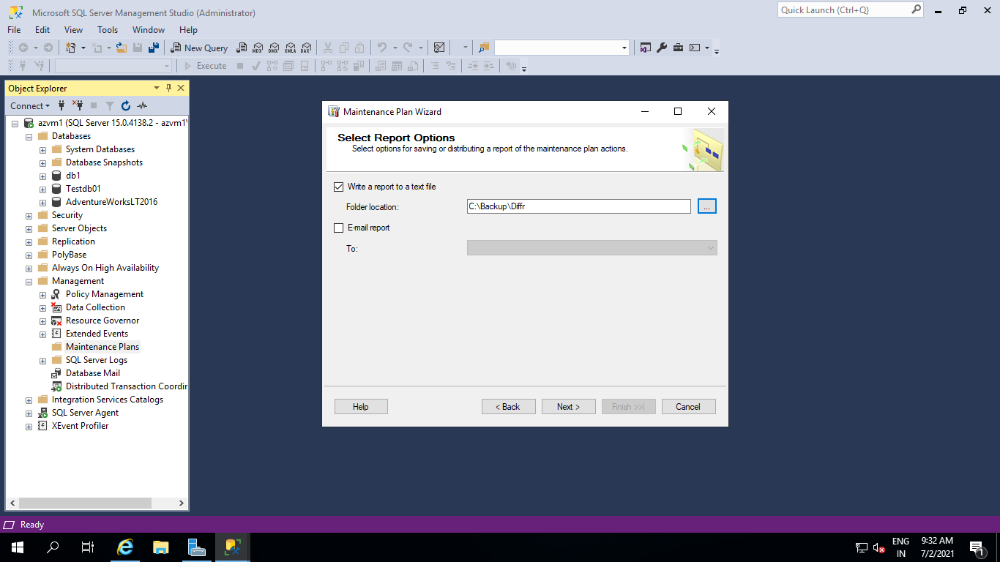 Microsoft SQL Server Management Studio (Administrator)
Quick Launch (Ctrl+Q)
File Edit View Tools Window Help
New Query
MDX DMX XMLA DAX
Execute
Object Explorer
Connect
azvm1 (SQL Server 15.0.4138.2 - azvm1\
Databases
System Databases
Database Snapshots
db1
Testdb01
AdventureWorksLT2016
Security
Server Objects
Replication
PolyBase
Always On High Availability
Management
Policy Management
Data Collection
Resource Governor
Extended Events
Maintenance Plans
SQL Server Logs
Database Mail
Distributed Transaction Coordin
Integration Services Catalogs
SQL Server Agent
XEvent Profiler
Maintenance Plan Wizard
Select Report Options
Select options for saving or distributing a report of the maintenance plan actions.
Write a report to a text file
Folder location:
C:\Backup\Diffr
...
E-mail report
To:
Help
< Back
Next >
Finish >>|
Cancel
Ready
ENG
IN
9:32 AM
7/2/2021
1